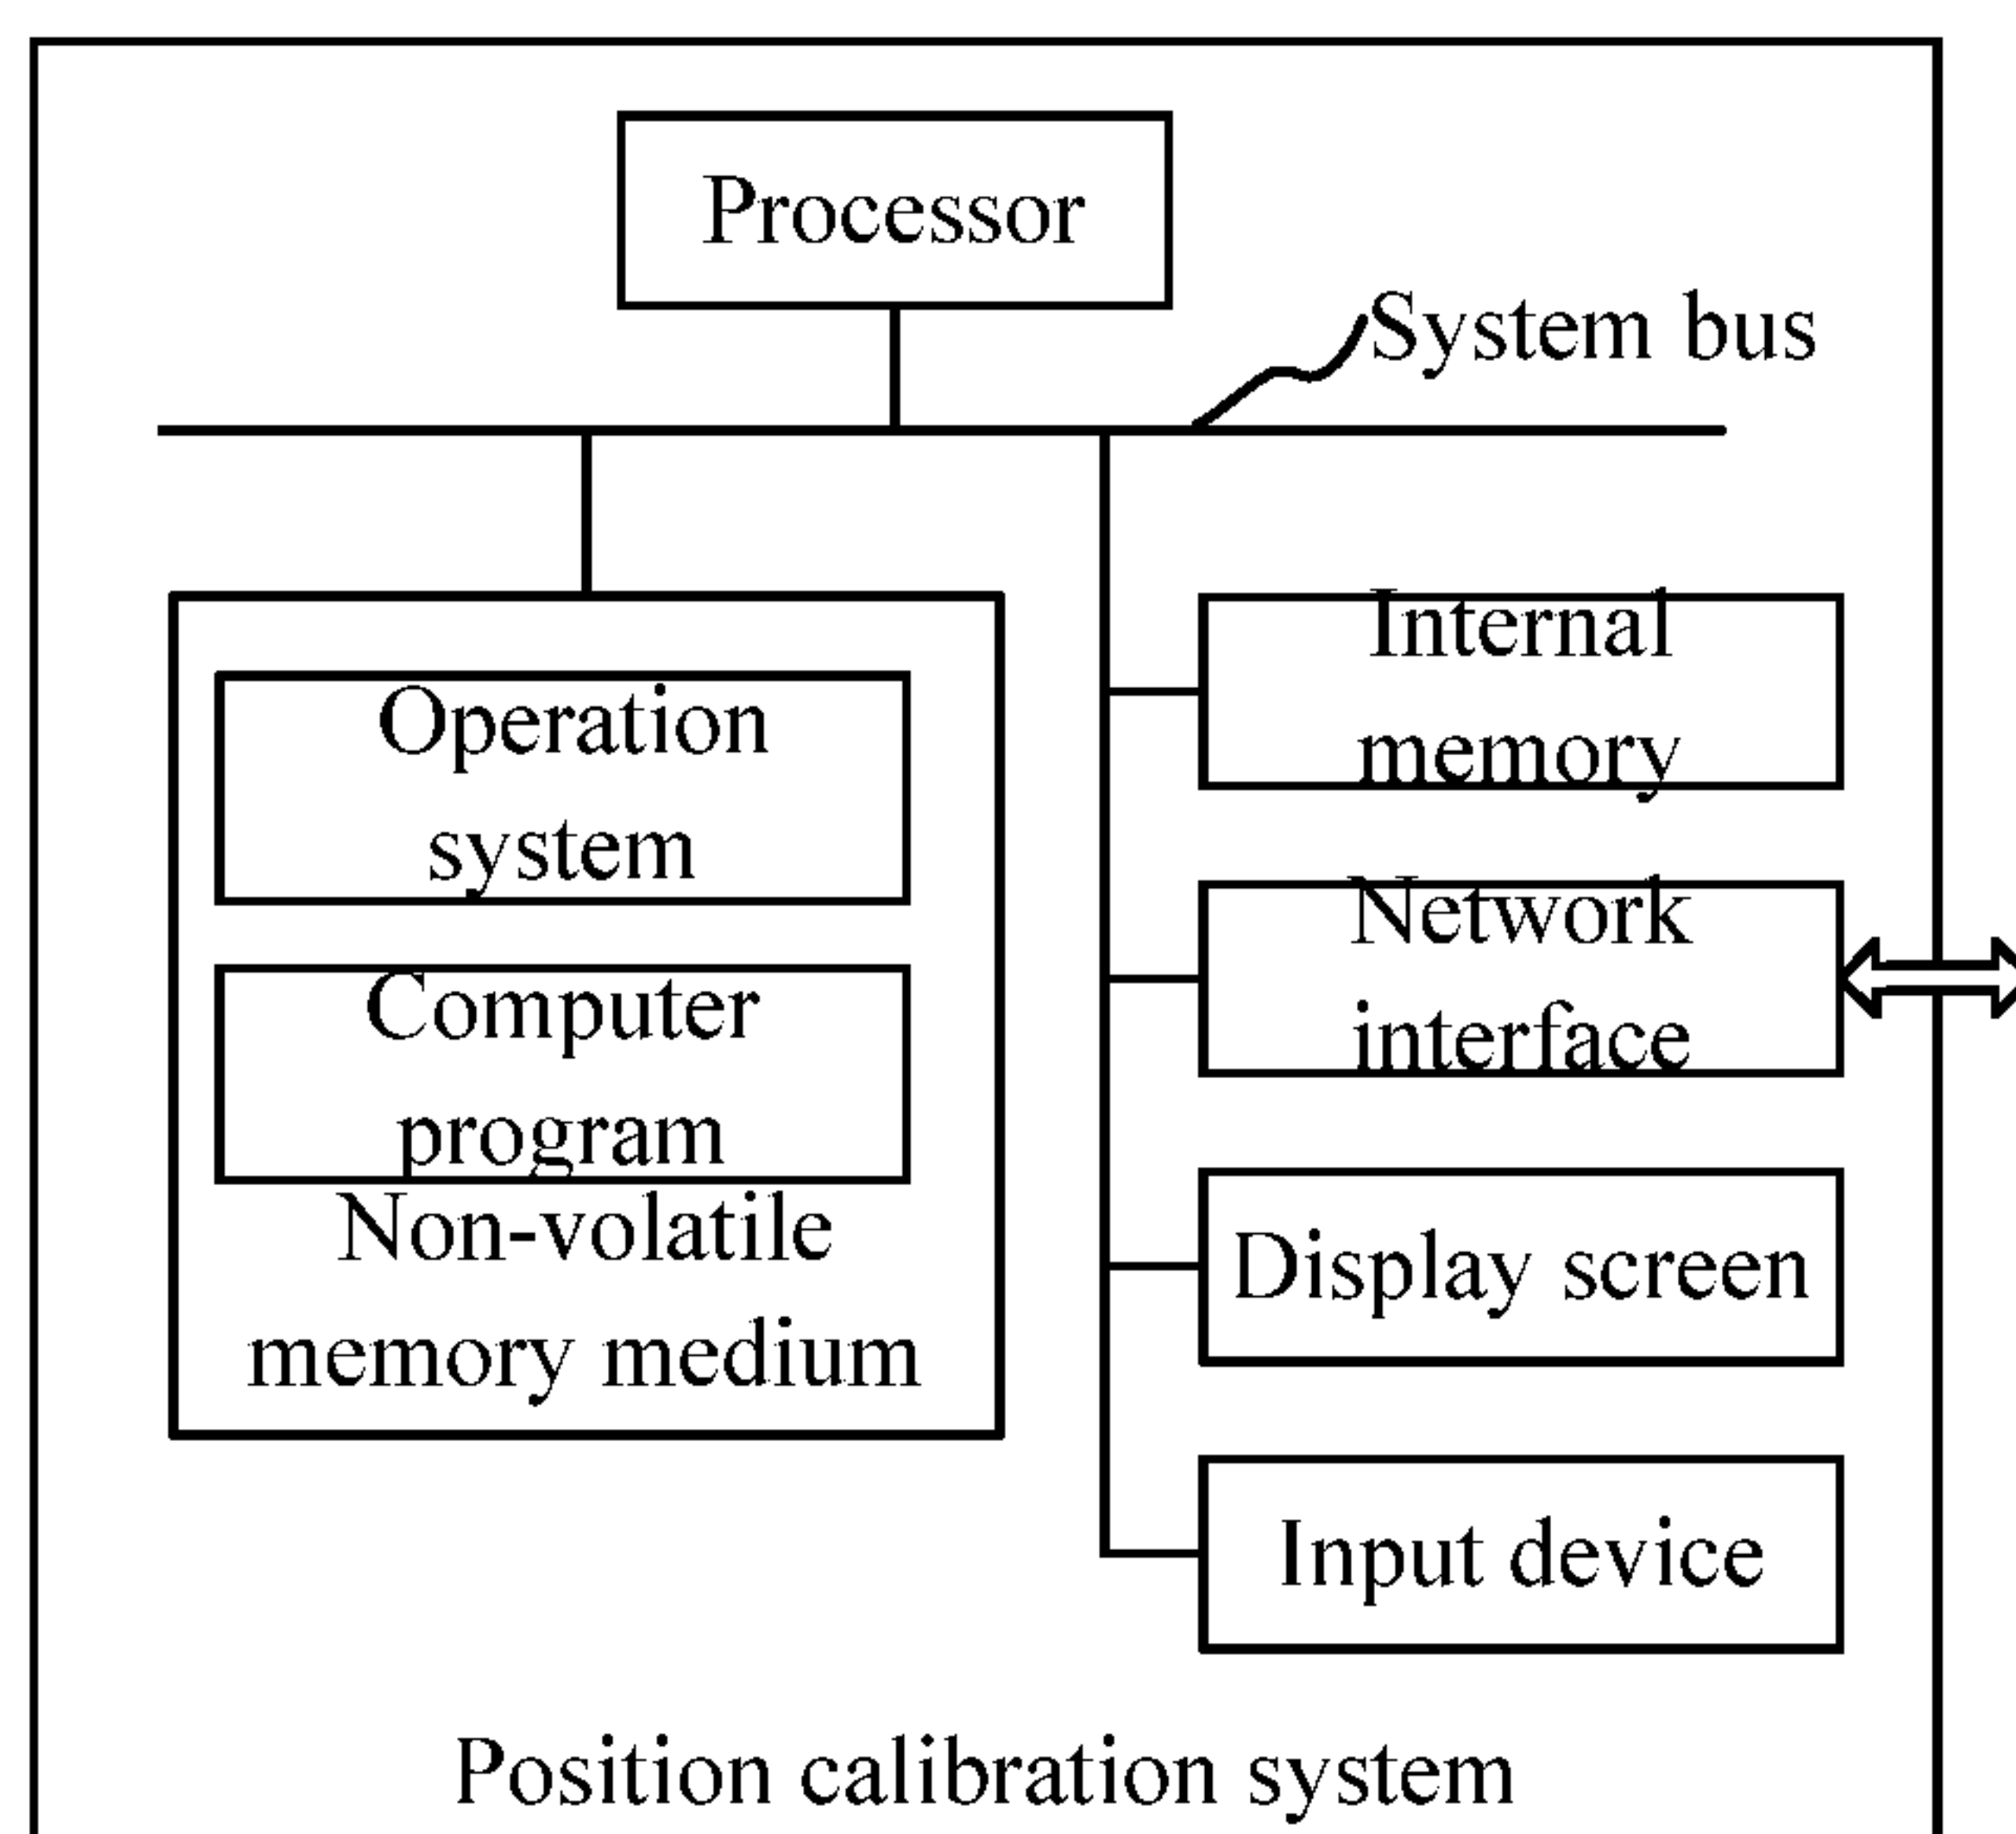 Processor
System bus
Operation
system
Computer
program
Non-volatile
memory medium
Internal
memory
Network
interface
Display screen
Input device
Position calibration system